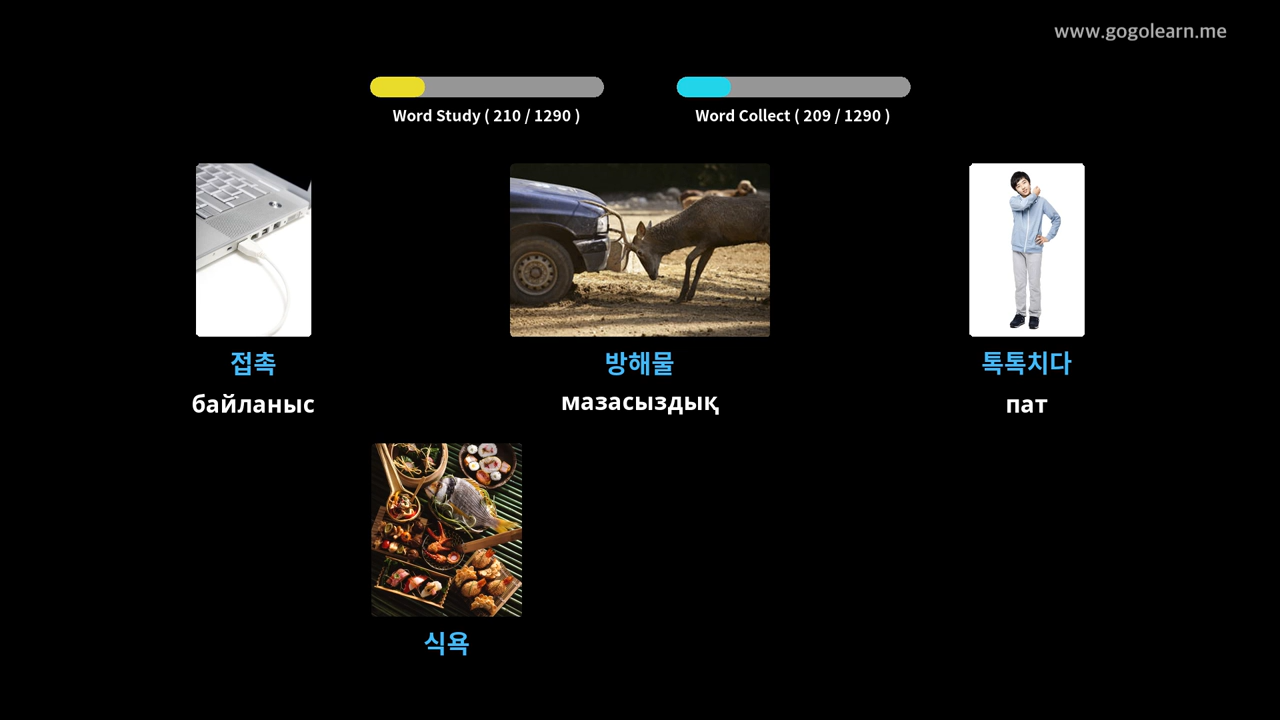 www.gogolearn.me
Word Study ( 210 / 1290 )
Word Collect ( 209 / 1290 )
접촉
방해물
톡톡치다
байланыс
мазасыздық
пат
식욕